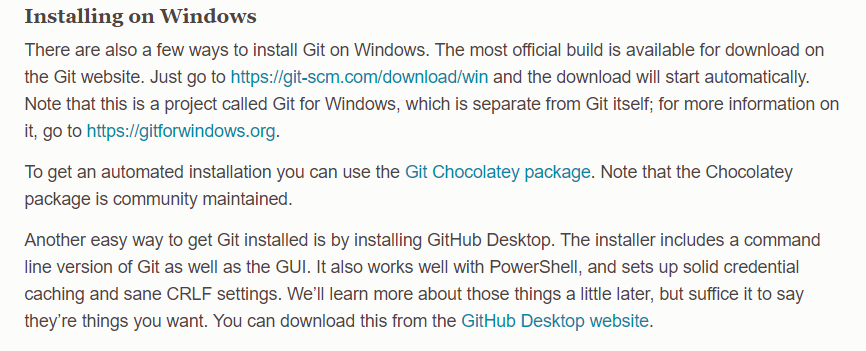 Installing on Windows
There are also a few ways to install Git on Windows. The most official build is available for download on
the Git website. Just go to https://git-scm.com/download/win and the download will start automatically.
Note that this is a project called Git for Windows, which is separate from Git itself; for more information on
it, go to https://gitforwindows.org.
To get an automated installation you can use the Git Chocolatey package. Note that the Chocolatey
package is community maintained.
Another easy way to get Git installed is by installing GitHub Desktop. The installer includes a command
line version of Git as well as the GUI. It also works well with PowerShell, and sets up solid credential
caching and sane CRLF settings. We’ll learn more about those things a little later, but suffice it to say
they’re things you want. You can download this from the GitHub Desktop website.